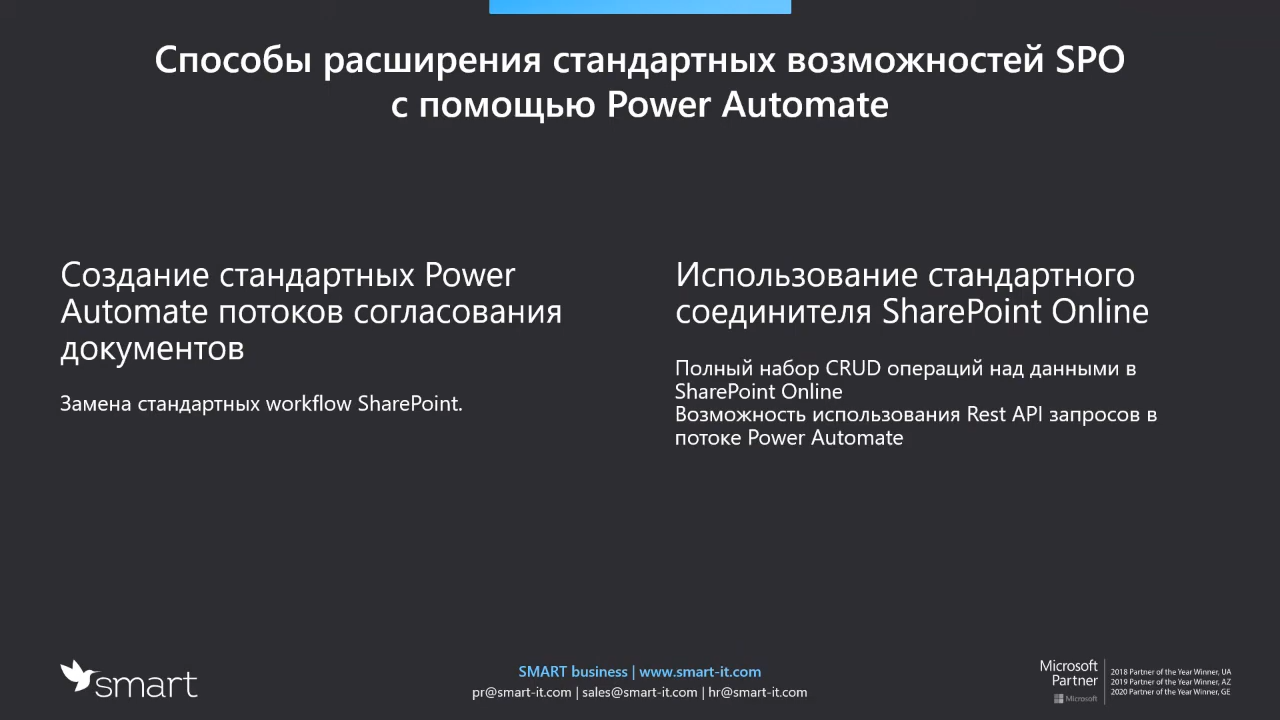 Способы расширения стандартных возможностей SPO
с помощью Power Automate
Создание стандартных Power
Automate потоков согласования
документов
Замена стандартных workflow SharePoint.
Использование стандартного
соединителя SharePoint Online
Полный набор CRUD операций над данными в
SharePoint Online
Возможность использования Rest API запросов в
потоке Power Automate
smart
SMART business | www.smart-it.com
pr@smart-it.com | sales@smart-it.com | hr@smart-it.com
Microsoft
Partner
Microsoft
2018 Partner of the Year Winner, UA
2019 Partner of the Year Winner, AZ
2020 Partner of the Year Winner, GE